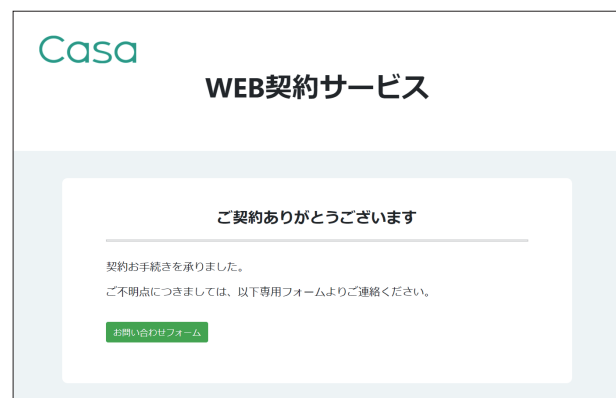 Casa
WEB契約サービス
ご契約ありがとうございます
契約お手続きを承りました。
ご不明点につきましては、以下専用フォームよりご連絡ください。
お問い合わせフォーム